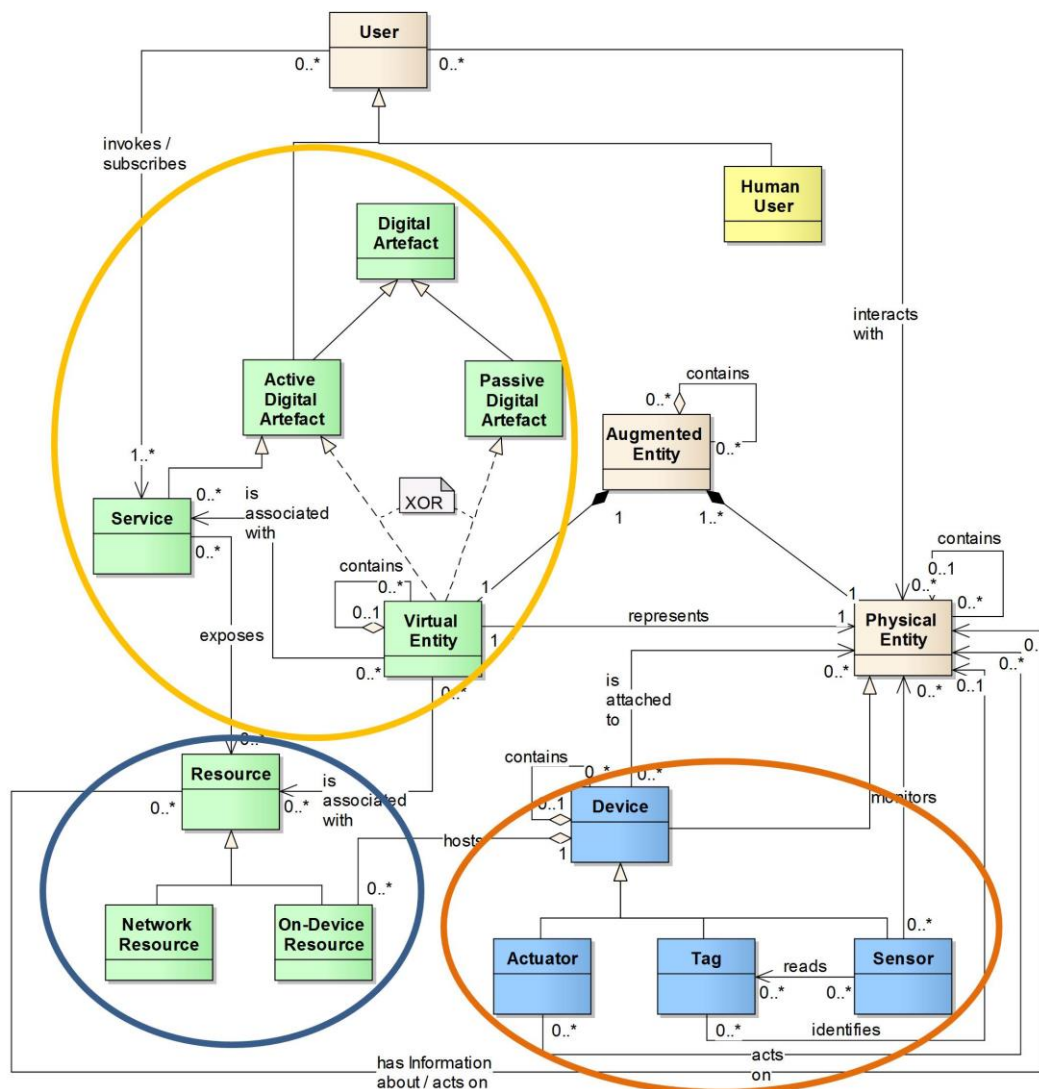 User
0..*
0..*
invokes /
subscribes
Human
User
Digital
Artefact
interacts
with
Active
Digital
Artefact
Passive
Digital
Artefact
contains
0..*
Augmented
Entity
0..*
1..*
0..*
is
associated
with
XOR
Service
0..*
1
1..*
contains
0..*
0..1
Virtual
Entity
1
1
0..*
0..*
represents
contains
0..1
0..*
0..*
1
1
Physical
Entity
0..*
0..*
0..1
0..*
exposes
is
attached
to
0..*
Resource
0..*
0..*
is
associated
with
contains
0..*
0..*
0..1
Device
1
monitors
hosts
0..*
Network
Resource
On-Device
Resource
Actuator
Tag
Sensor
0..*
reads
0..*
0..*
0..*
0..*
identifies
acts
on
has Information
about / acts on